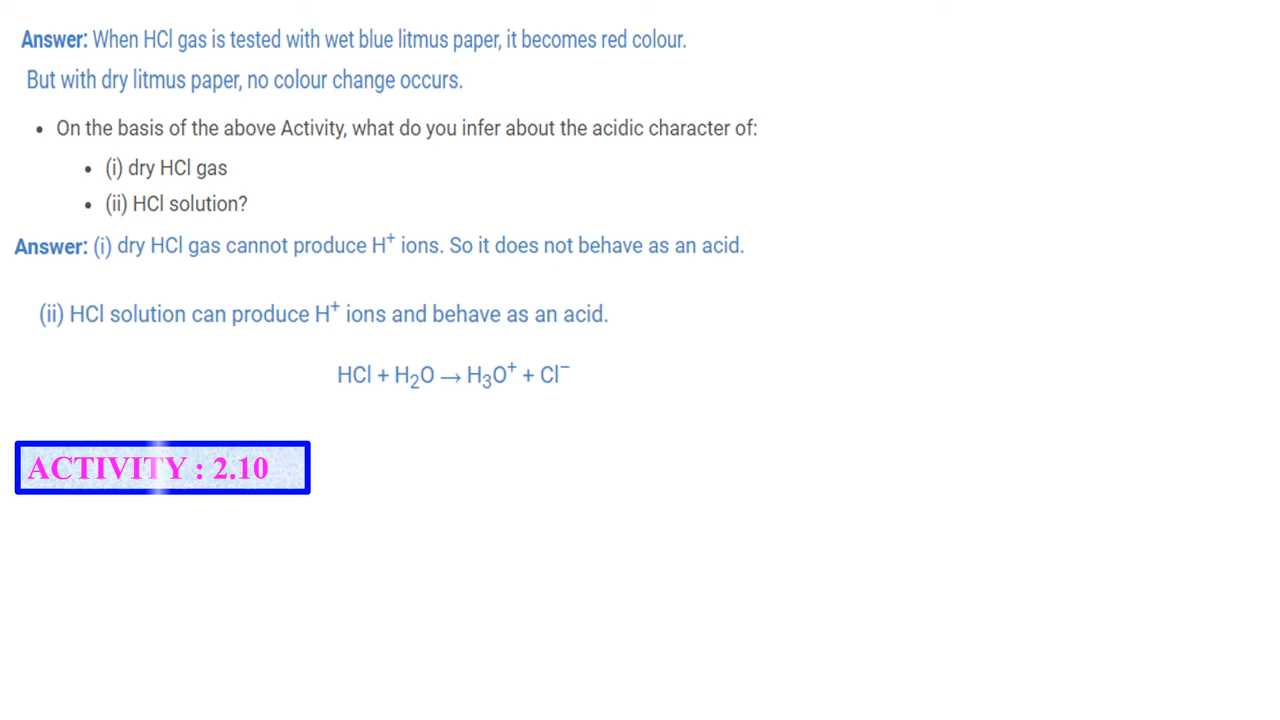 Answer: When HCl gas is tested with wet blue litmus paper, it becomes red colour.
But with dry litmus paper, no colour change occurs.
• On the basis of the above Activity, what do you infer about the acidic character of:
• (i) dry HCl gas
• (ii) HCl solution?
Answer: (i) dry HCl gas cannot produce H⁺ ions. So it does not behave as an acid.
(ii) HCl solution can produce H⁺ ions and behave as an acid.
HCl + H₂O → H₃O⁺ + Cl⁻
ACTIVITY : 2.10